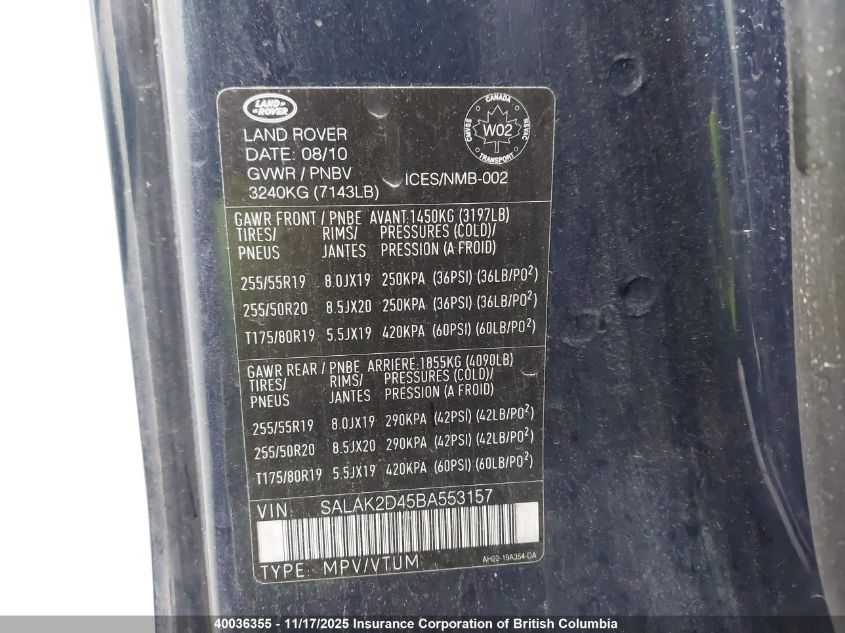 LAND ROVER
CANADA
CMVSS
W02
NSVAC
TRANSPORT
LAND ROVER
DATE: 08/10
GVWR / PNBV
3240KG (7143LB)
ICES/NMB-002
GAWR FRONT / PNBE AVANT:1450KG (3197LB)
TIRES/ RIMS/ PRESSURES (COLD)/
PNEUS JANTES PRESSION (A FROID)
255/55R19 8.0JX19 250KPA (36PSI) (36LB/PO²)
255/50R20 8.5JX20 250KPA (36PSI) (36LB/PO²)
T175/80R19 5.5JX19 420KPA (60PSI) (60LB/PO²)
GAWR REAR / PNBE ARRIERE:1855KG (4090LB)
TIRES/ RIMS/ PRESSURES (COLD)/
PNEUS JANTES PRESSION (A FROID)
255/55R19 8.0JX19 290KPA (42PSI) (42LB/PO²)
255/50R20 8.5JX20 290KPA (42PSI) (42LB/PO²)
T175/80R19 5.5JX19 420KPA (60PSI) (60LB/PO²)
VIN: SALAK2D45BA553157
TYPE: MPV/VTUM
AH22-19A354-DA
40036355 - 11/17/2025 Insurance Corporation of British Columbia